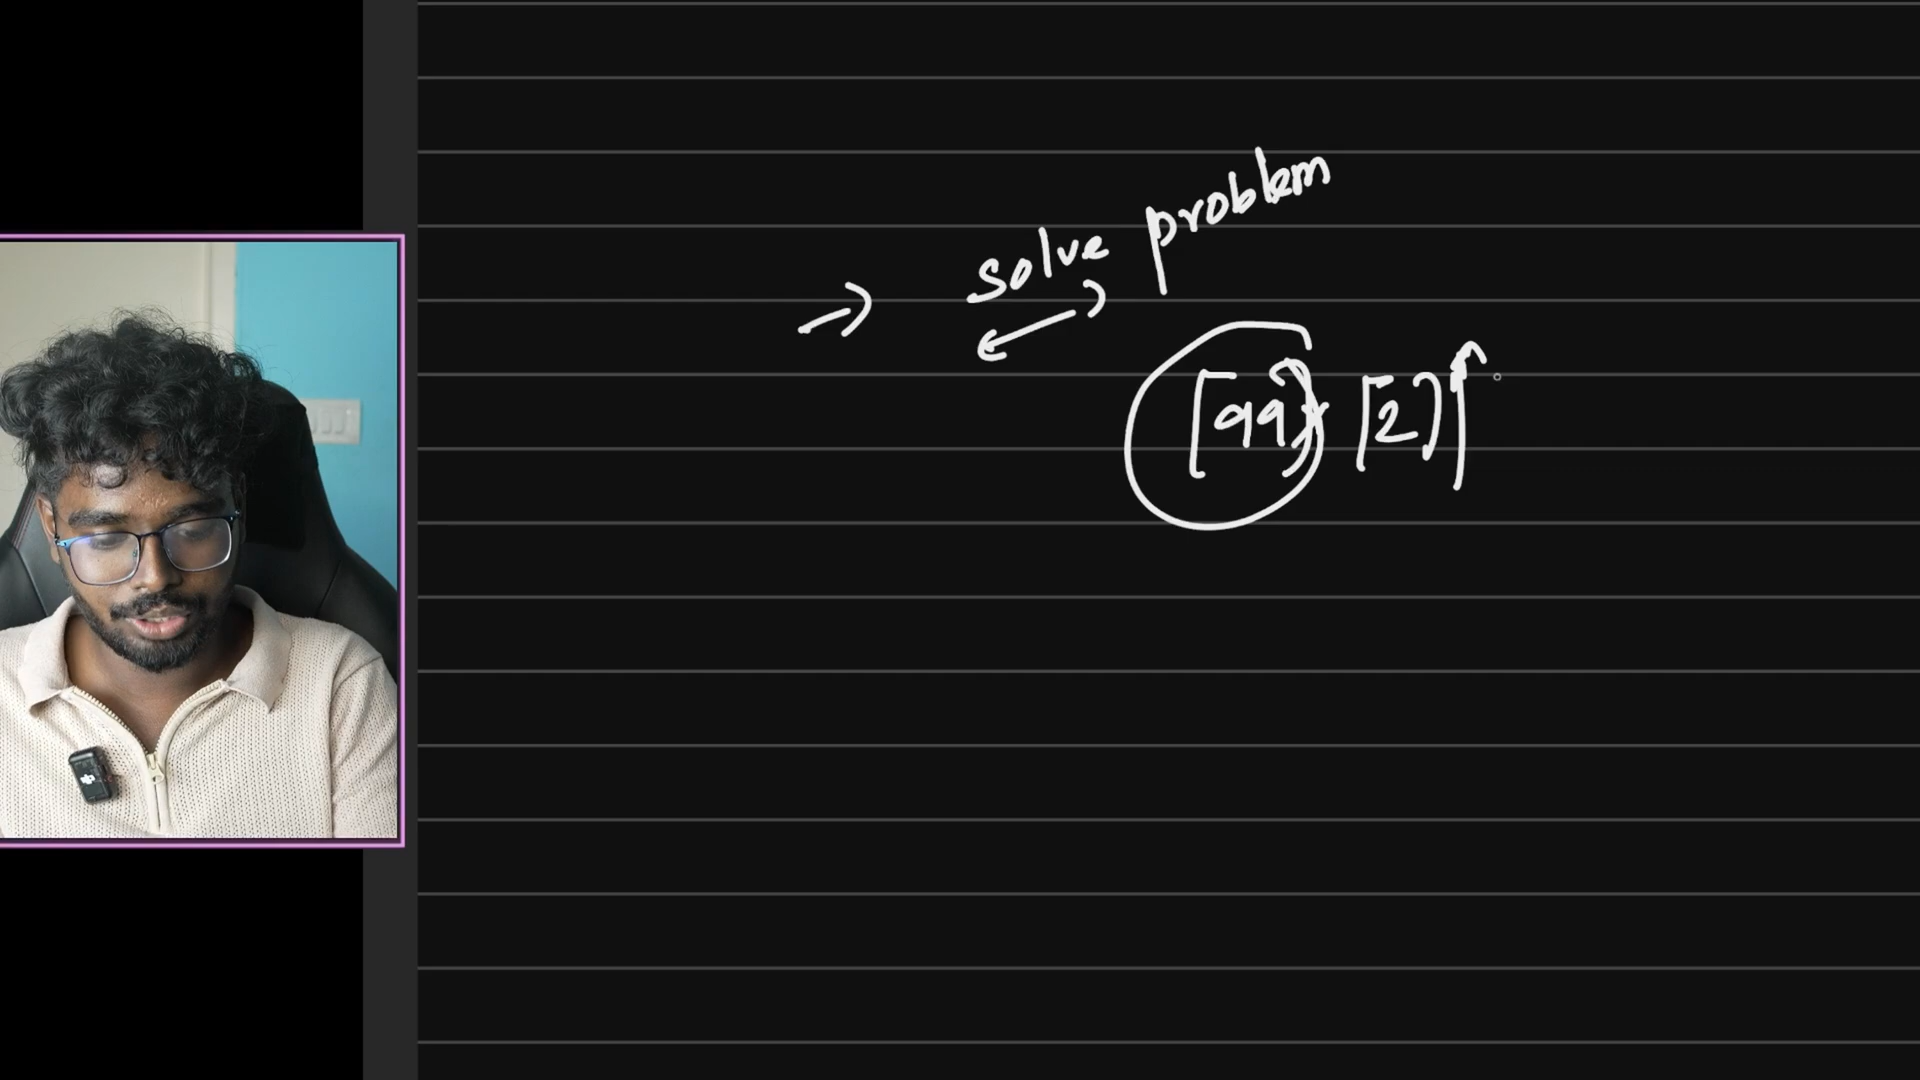 → solve problem
[99] [2]